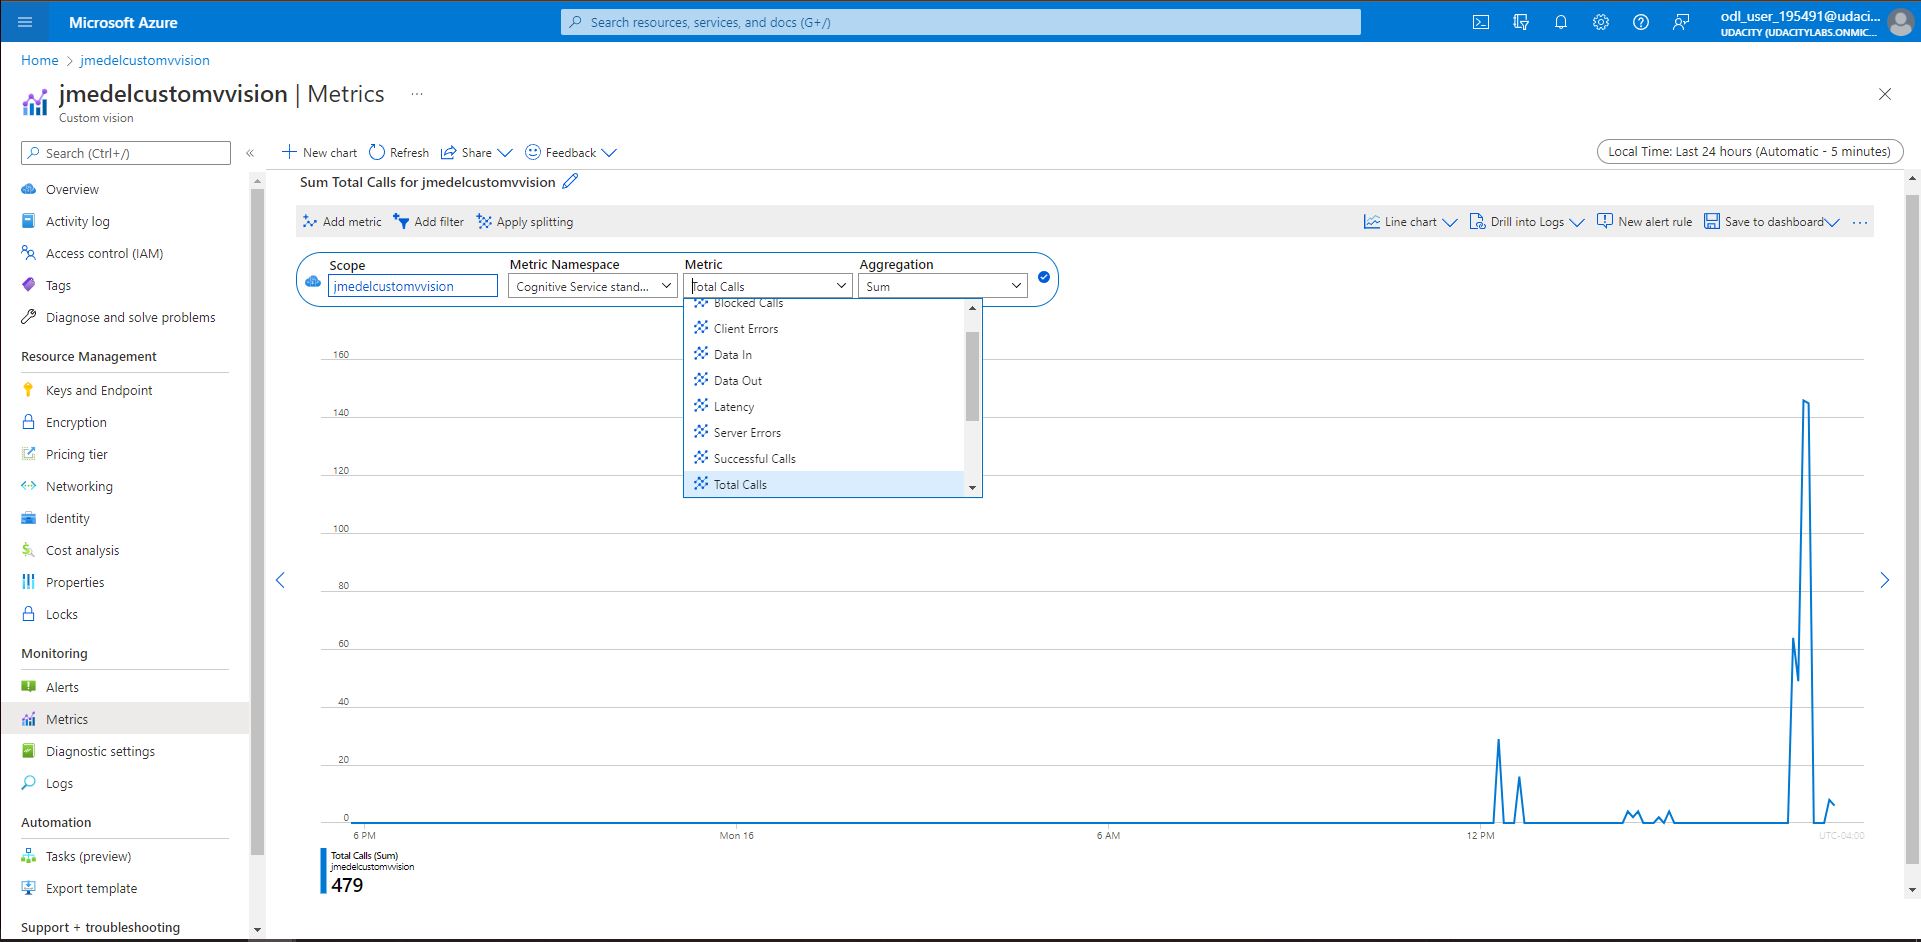 Microsoft Azure
Search resources, services, and docs (G+/)
odl_user_195491@udaci...
UDACITY (UDACITYLABS.ONMIC...
Home > jmedelcustomvvision
jmedelcustomvvision | Metrics ...
Custom vision
Search (Ctrl+/)
«
New chart
Refresh
Share
Feedback
Local Time: Last 24 hours (Automatic - 5 minutes)
Overview
Activity log
Access control (IAM)
Tags
Diagnose and solve problems
Resource Management
Keys and Endpoint
Encryption
Pricing tier
Networking
Identity
Cost analysis
Properties
Locks
Monitoring
Alerts
Metrics
Diagnostic settings
Logs
Automation
Tasks (preview)
Export template
Support + troubleshooting
Sum Total Calls for jmedelcustomvvision
Add metric
Add filter
Apply splitting
Line chart
Drill into Logs
New alert rule
Save to dashboard
...
Scope
jmedelcustomvvision
Metric Namespace
Cognitive Service stand...
Metric
Total Calls
Aggregation
Sum
Blocked Calls
Client Errors
Data In
Data Out
Latency
Server Errors
Successful Calls
Total Calls
160
140
120
100
80
60
40
20
0
6 PM
Mon 16
6 AM
12 PM
UTC-04:00
Total Calls (Sum)
jmedelcustomvvision
479